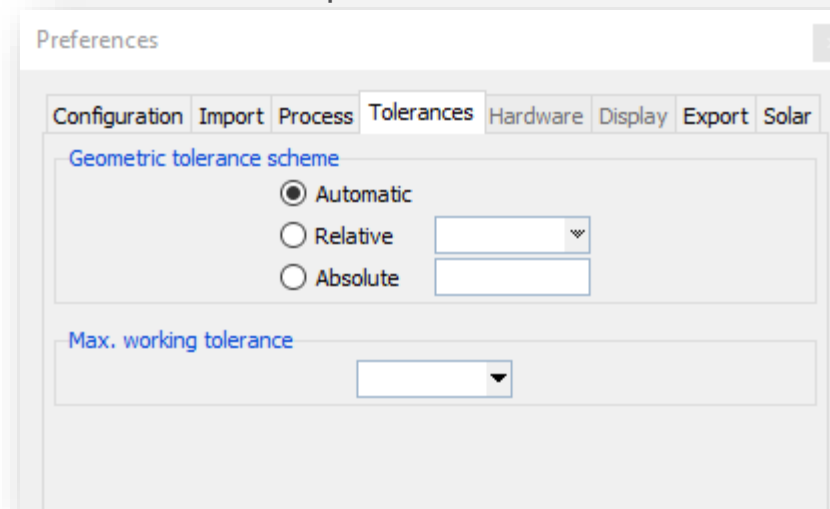 Preferences
Configuration Import Process Tolerances Hardware Display Export Solar
Geometric tolerance scheme
Automatic
Relative
Absolute
Max. working tolerance